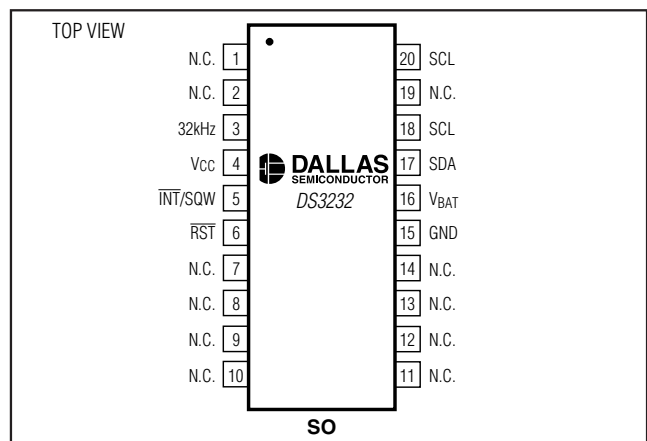 TOP VIEW
N.C. 1
20 SCL
N.C. 2
19 N.C.
32kHz 3
18 SCL
VCC 4
17 SDA
INT/SQW 5
16 VBAT
RST 6
15 GND
N.C. 7
14 N.C.
N.C. 8
13 N.C.
N.C. 9
12 N.C.
N.C. 10
11 N.C.
DALLAS
SEMICONDUCTOR
DS3232
SO